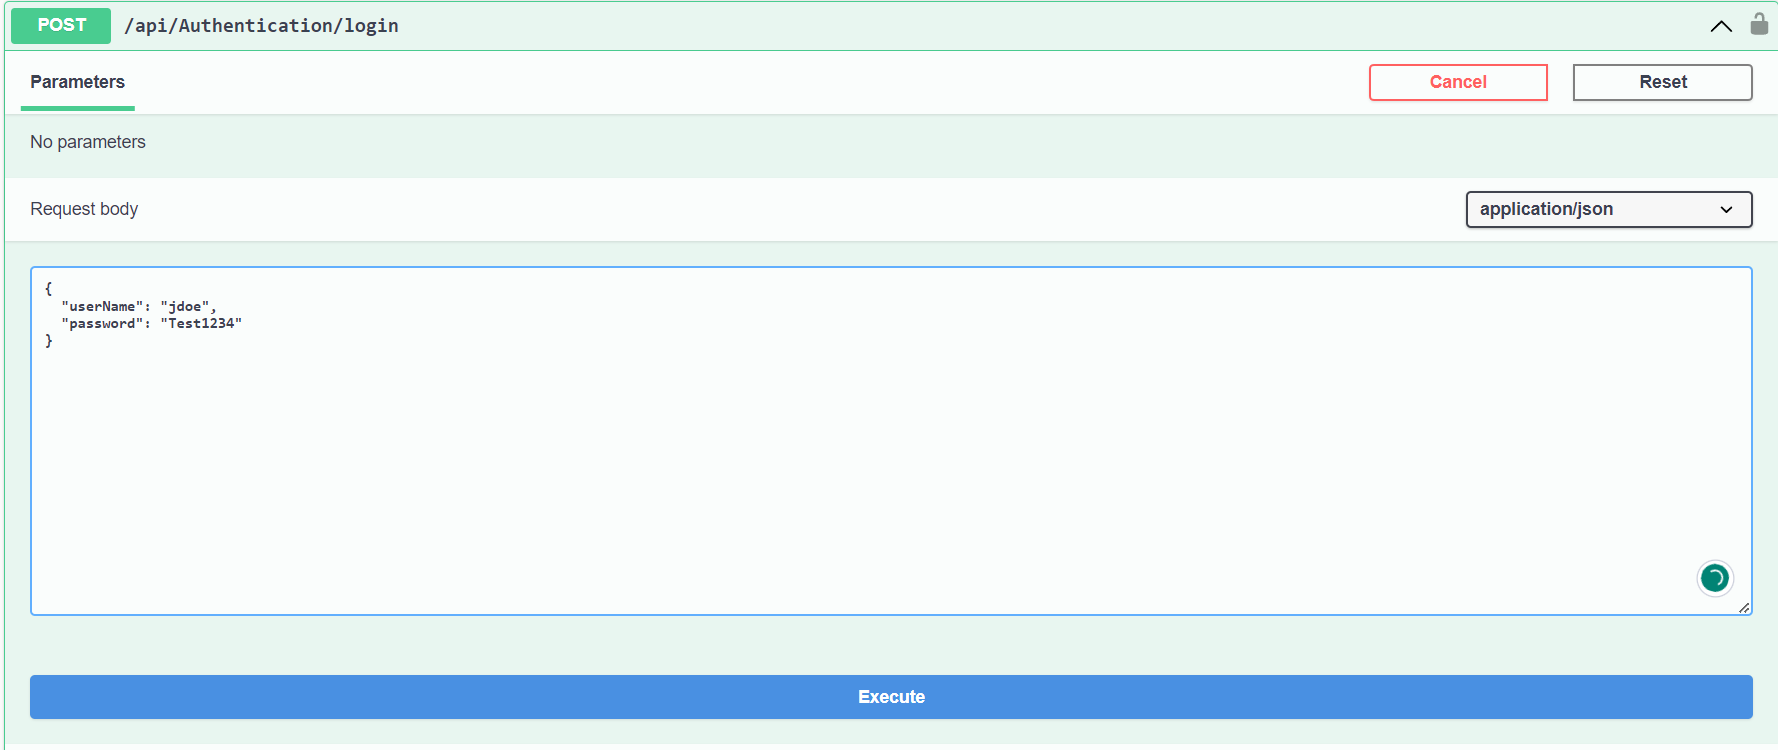 POST /api/Authentication/login
Parameters
Cancel
Reset
No parameters
Request body
application/json
{
  "userName": "jdoe",
  "password": "Test1234"
}
Execute